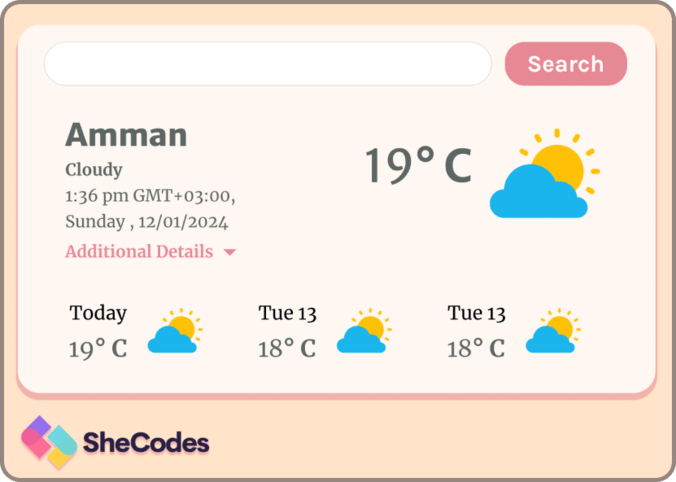 Search
Amman
19° C
Cloudy
1:36 pm GMT+03:00,
Sunday , 12/01/2024
Additional Details
Today
19° C
Tue 13
18° C
Tue 13
18° C
SheCodes